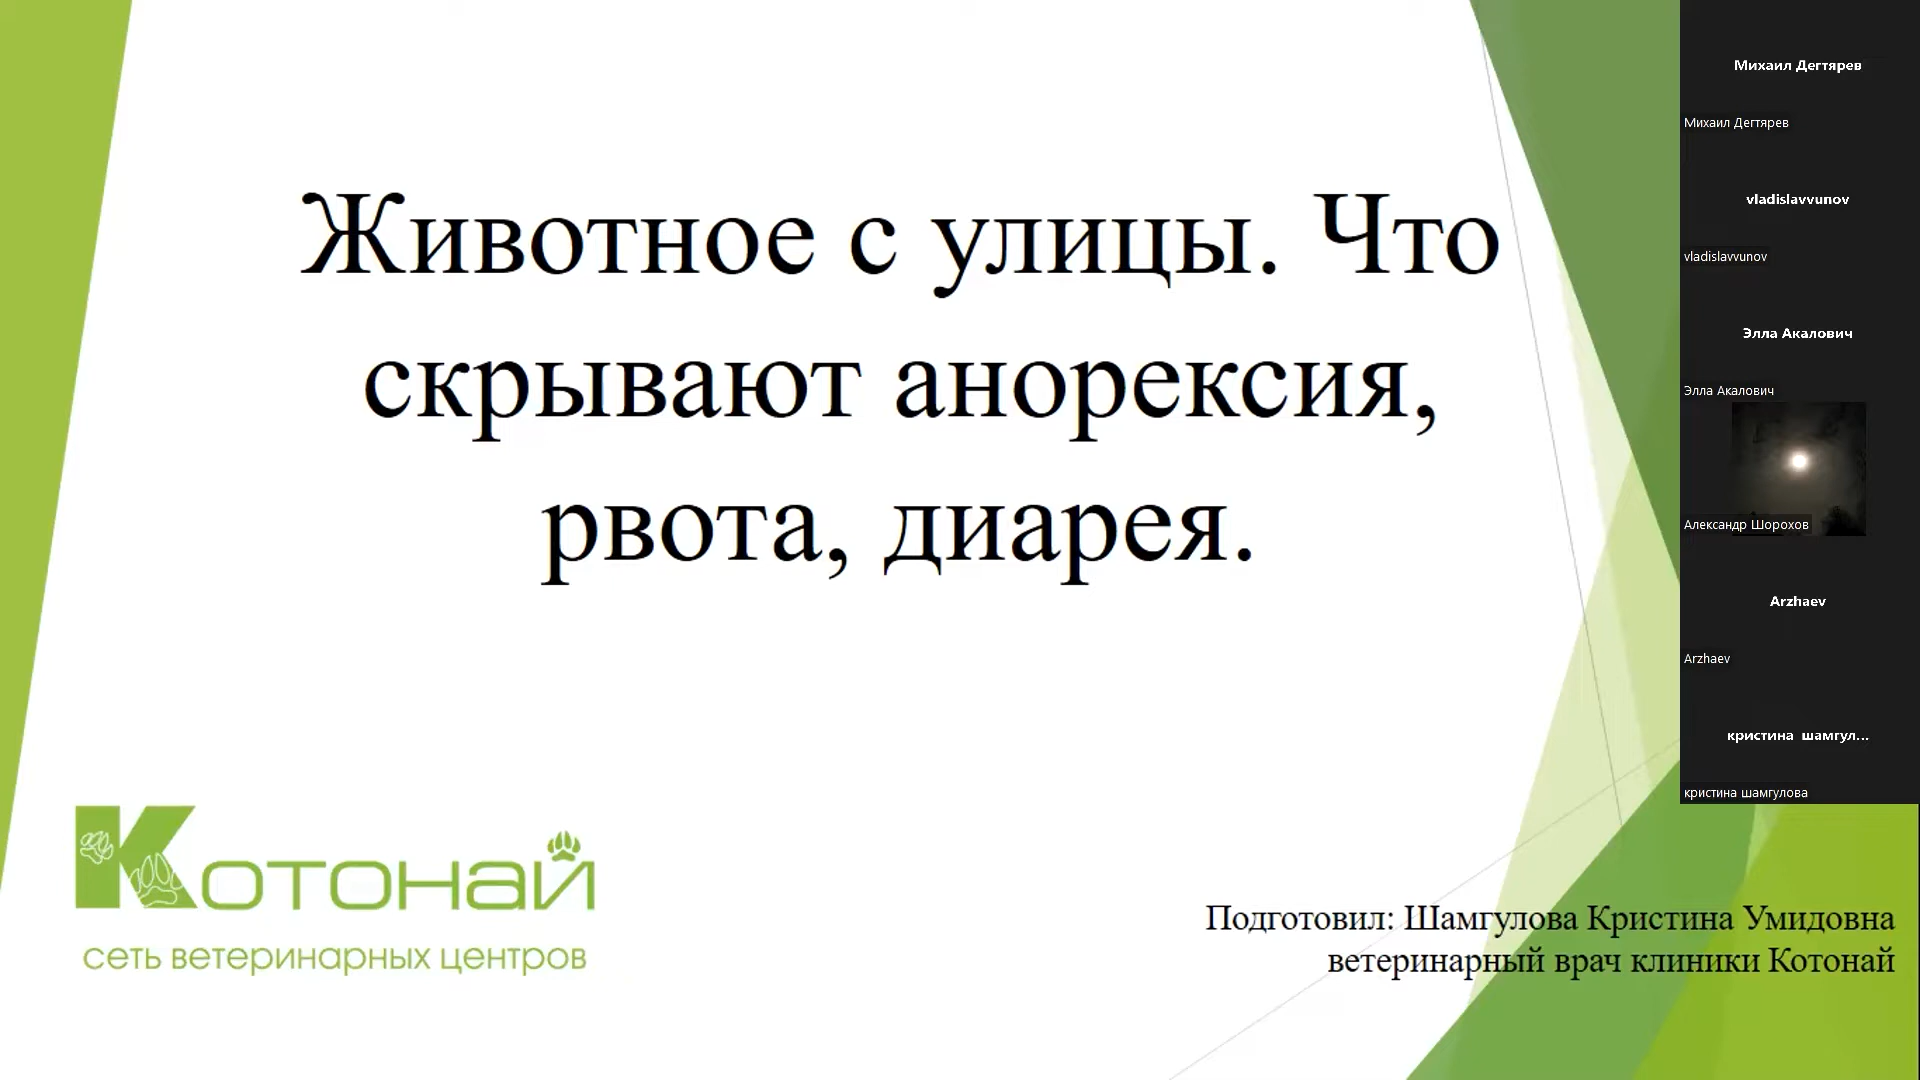 Животное с улицы. Что
скрывают анорексия,
рвота, диарея.
Котонай
сеть ветеринарных центров
Подготовил: Шамгулова Кристина Умидовна
ветеринарный врач клиники Котонай
Михаил Дегтярев
Михаил Дегтярев
vladislavvunov
vladislavvunov
Элла Акалович
Элла Акалович
Александр Шорохов
Arzhaev
Arzhaev
кристина шамгул...
кристина шамгулова